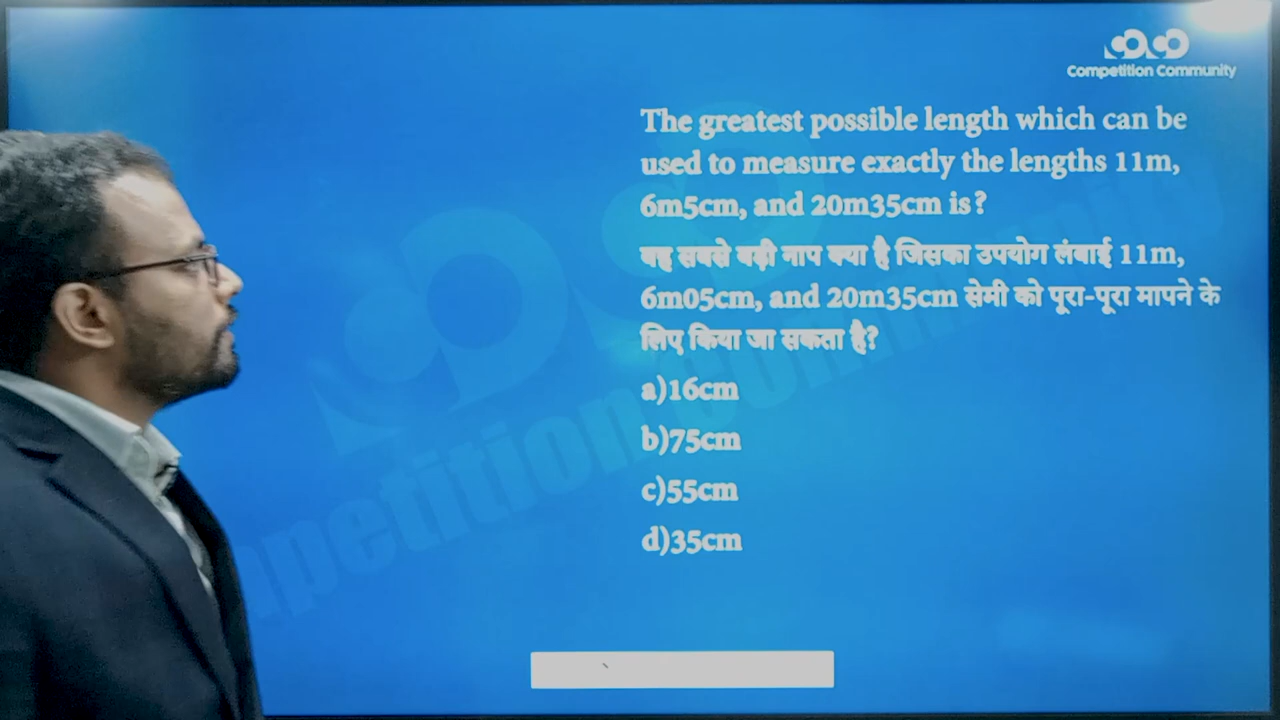 Competition Community
The greatest possible length which can be
used to measure exactly the lengths 11m,
6m5cm, and 20m35cm is?
वह सबसे बड़ी नाप क्या है जिसका उपयोग लंबाई 11m,
6m05cm, and 20m35cm सेमी को पूरा-पूरा मापने के
लिए किया जा सकता है?
a)16cm
b)75cm
c)55cm
d)35cm